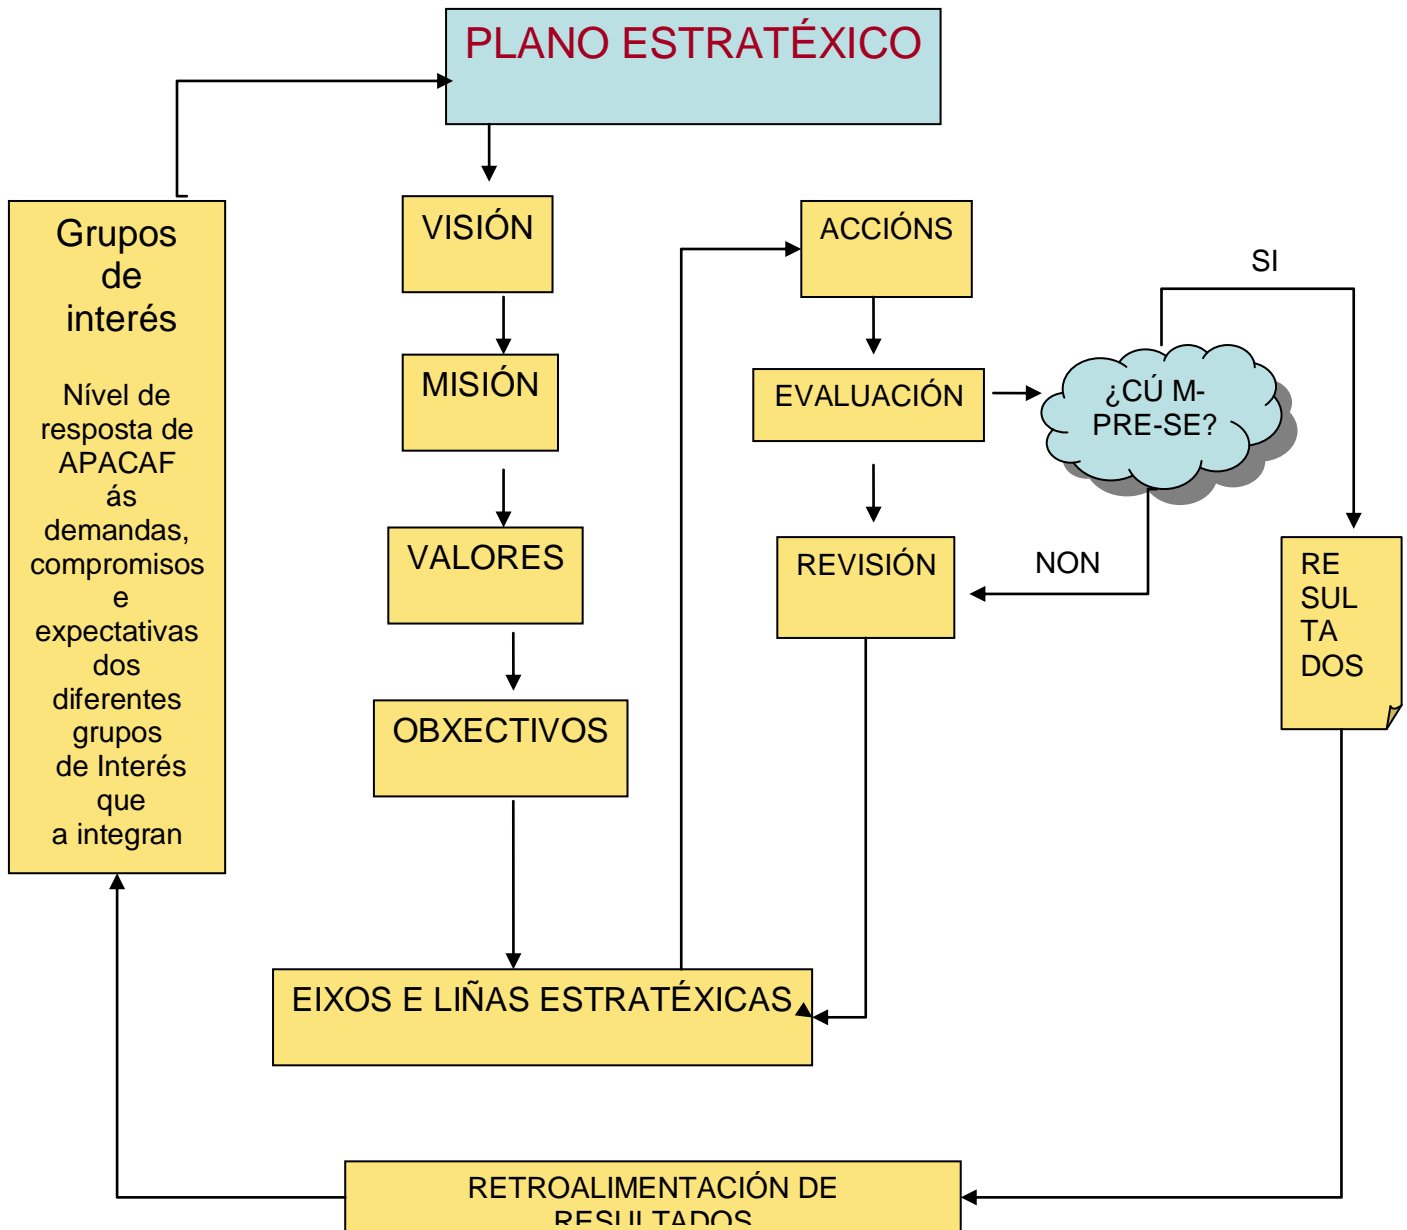 PLANO ESTRATÉXICO
Grupos
de
interés
Nível de
resposta de
APACAF
ás
demandas,
compromisos
e
expectativas
dos
diferentes
grupos
de Interés
que
a integran
VISIÓN
MISIÓN
VALORES
OBXECTIVOS
EIXOS E LIÑAS ESTRATÉXICAS
ACCIÓNS
EVALUACIÓN
REVISIÓN
¿CÚ M-
PRE-SE?
SI
NON
RE
SUL
TA
DOS
RETROALIMENTACIÓN DE
RESULTADOS